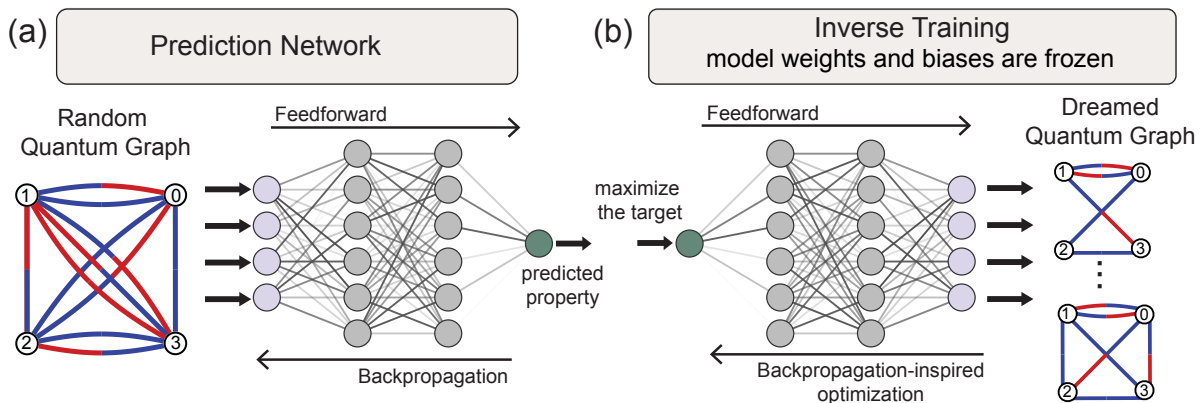 (a)
Prediction Network
Random
Quantum Graph
Feedforward
1
0
2
3
predicted
property
Backpropagation
(b)
Inverse Training
model weights and biases are frozen
Feedforward
maximize
the target
Backpropagation-inspired
optimization
Dreamed
Quantum Graph
1
0
2
3
1
0
2
3